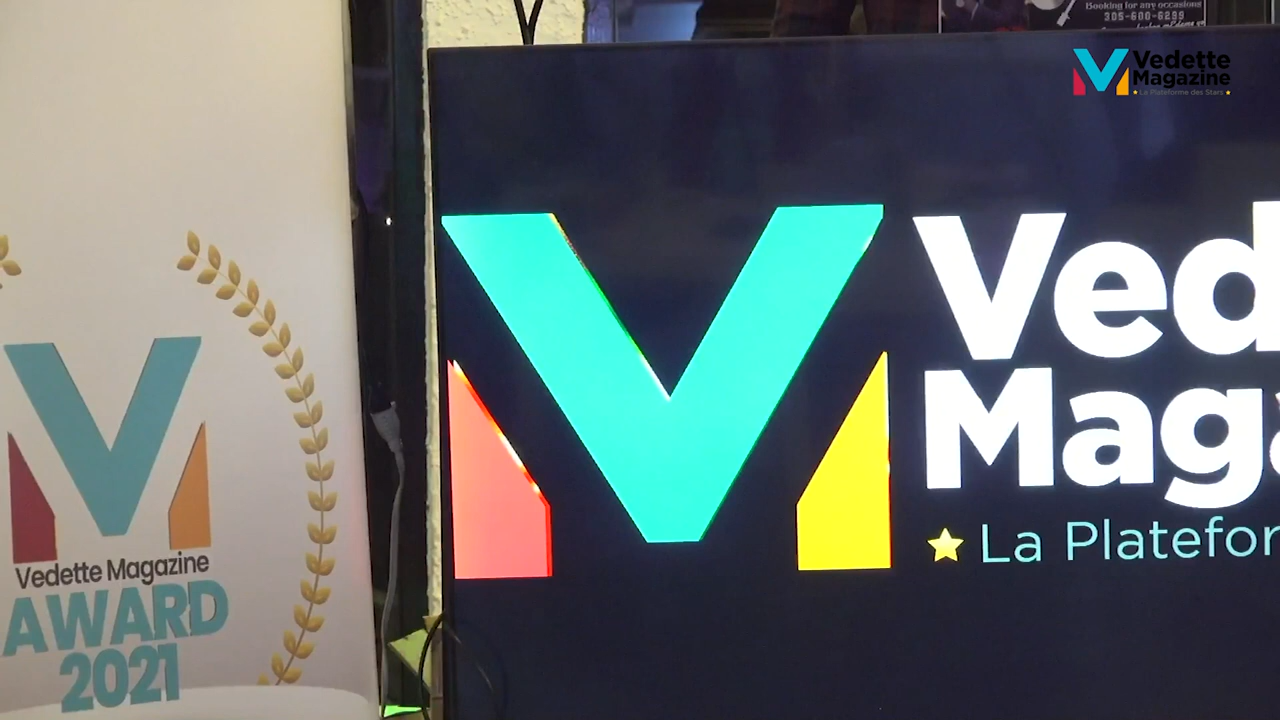 Booking for any occasions
305-600-6299
Vedette
Magazine
La Plateforme des Stars
Ved
Mag
La Platefor
Vedette Magazine
AWARD
2021